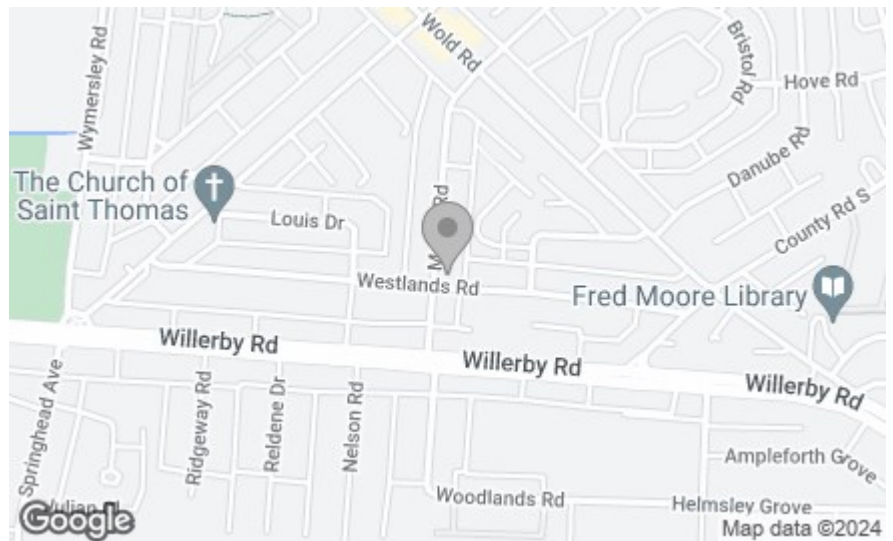 Wymersley Rd
Wold Rd
Bristol Rd
Hove Rd
Danube Rd
County Rd S
The Church of
Saint Thomas
Louis Dr
Rd
Westlands Rd
Fred Moore Library
Willerby Rd
Willerby Rd
Willerby Rd
Springhead Ave
Ridgeway Rd
Reldene Dr
Nelson Rd
Ampleforth Grove
Woodlands Rd
Helmsley Grove
Google
Map data ©2024